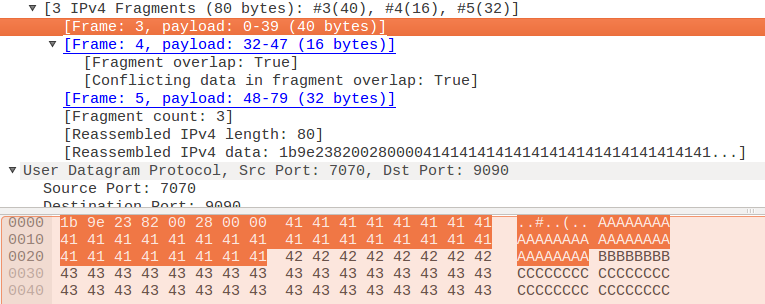 [3 IPv4 Fragments (80 bytes): #3(40), #4(16), #5(32)]
[Frame: 3, payload: 0-39 (40 bytes)]
[Frame: 4, payload: 32-47 (16 bytes)]
[Fragment overlap: True]
[Conflicting data in fragment overlap: True]
[Frame: 5, payload: 48-79 (32 bytes)]
[Fragment count: 3]
[Reassembled IPv4 length: 80]
[Reassembled IPv4 data: 1b9e238200280000414141414141414141414141414141...]
User Datagram Protocol, Src Port: 7070, Dst Port: 9090
Source Port: 7070
Destination Port: 9090
0000 1b 9e 23 82 00 28 00 00 41 41 41 41 41 41 41 41 ..#..(.. AAAAAAAA
0010 41 41 41 41 41 41 41 41 41 41 41 41 41 41 41 41 AAAAAAAA AAAAAAAA
0020 41 41 41 41 41 41 41 41 42 42 42 42 42 42 42 42 AAAAAAAA BBBBBBBB
0030 43 43 43 43 43 43 43 43 43 43 43 43 43 43 43 43 CCCCCCCC CCCCCCCC
0040 43 43 43 43 43 43 43 43 43 43 43 43 43 43 43 43 CCCCCCCC CCCCCCCC